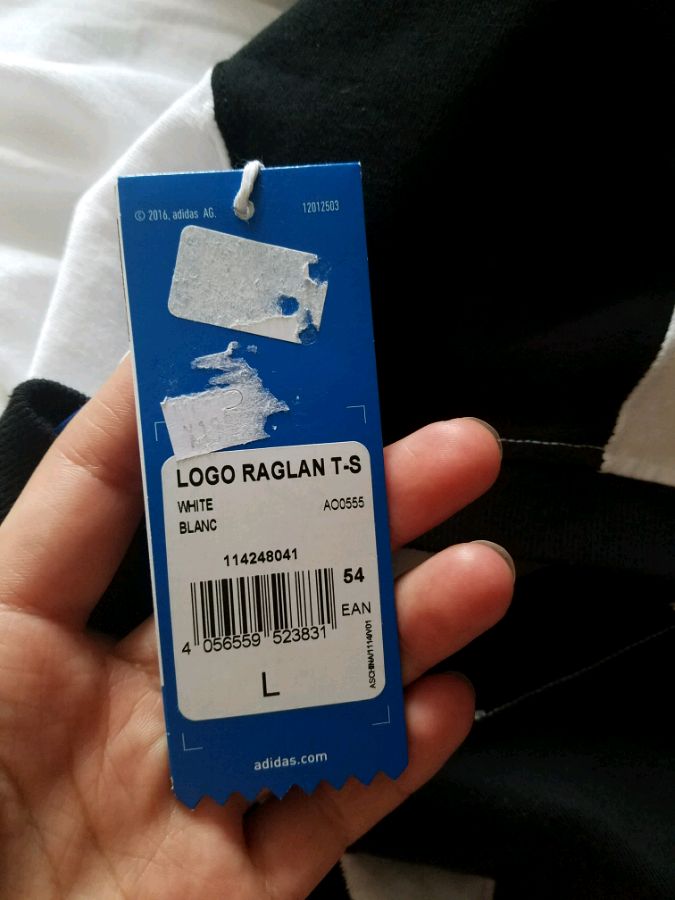 © 2016, adidas AG. 12012503
LOGO RAGLAN T-S
WHITE AO0555
BLANC
114248041
54
EAN
4 056559 523831
L
adidas.com